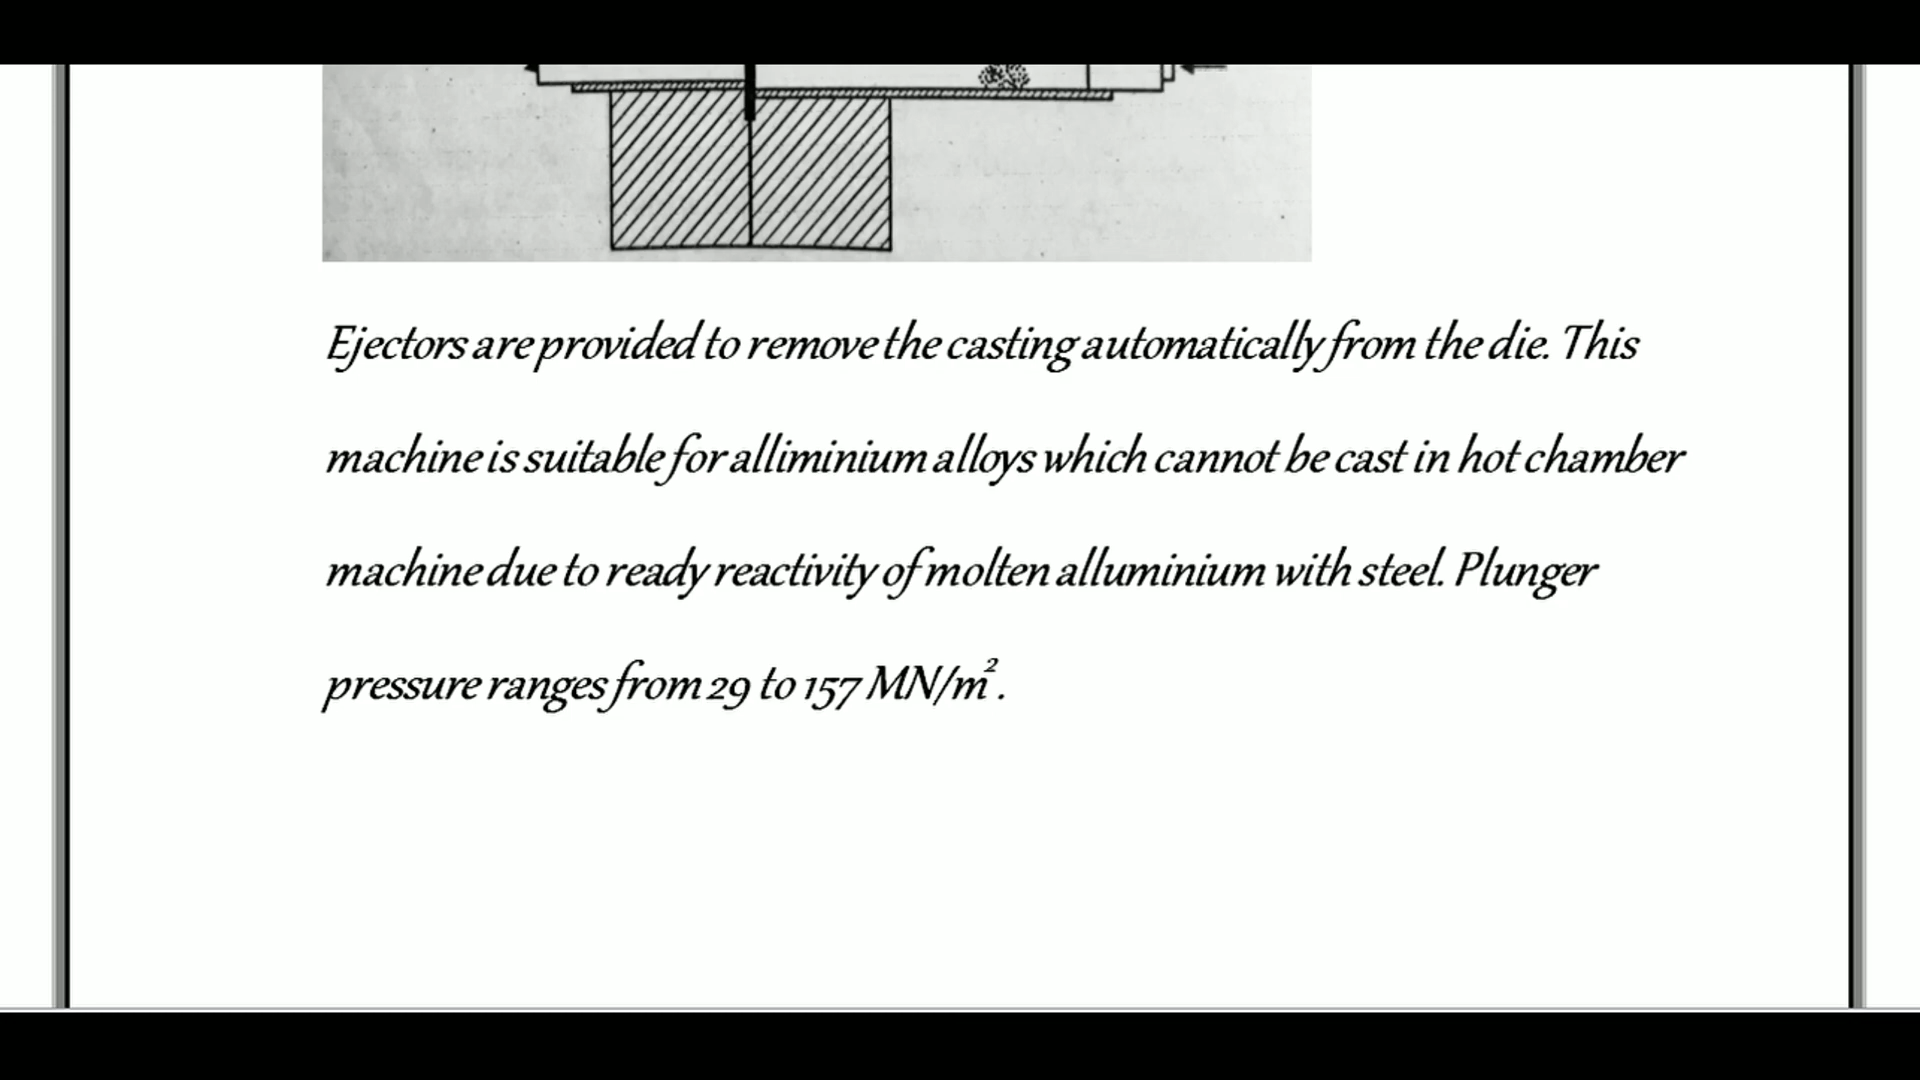 Ejectors are provided to remove the casting automatically from the die. This
machine is suitable for alliminium alloys which cannot be cast in hot chamber
machine due to ready reactivity of molten alluminium with steel. Plunger
pressure ranges from 29 to 157 MN/m².